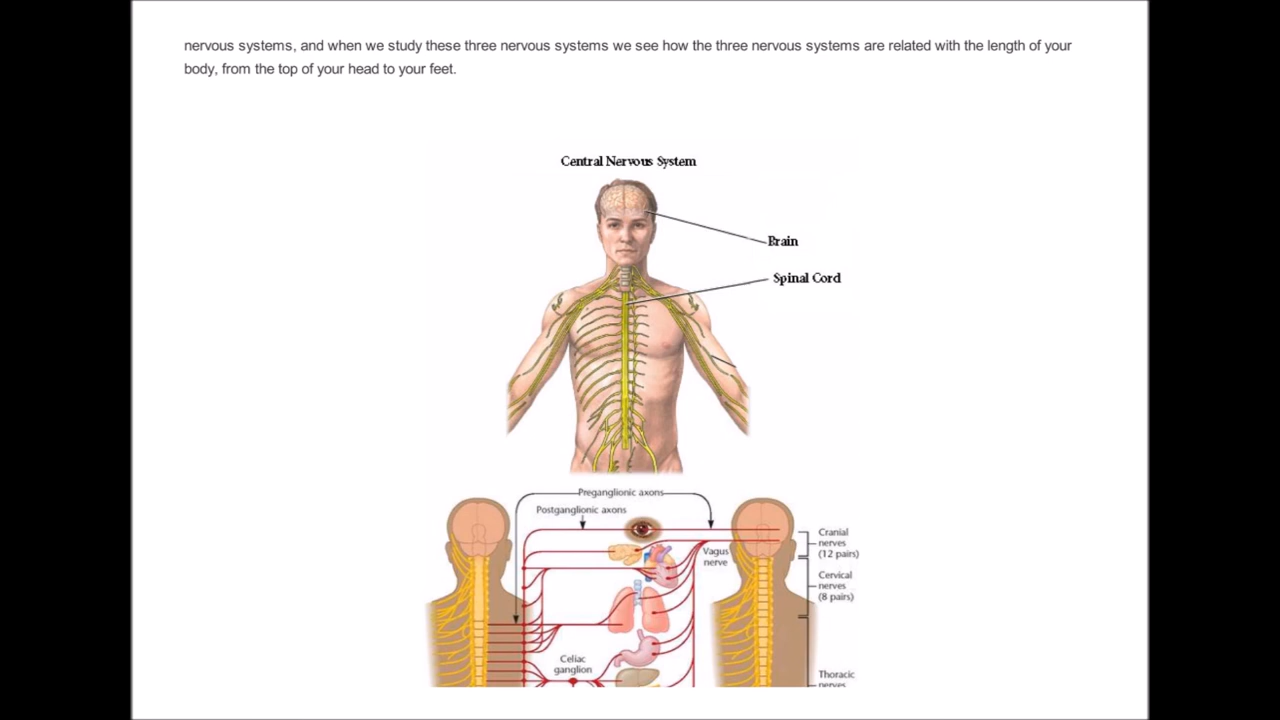 nervous systems, and when we study these three nervous systems we see how the three nervous systems are related with the length of your
body, from the top of your head to your feet.
Central Nervous System
Brain
Spinal Cord
Preganglionic axons
Postganglionic axons
Vagus
nerve
Cranial
nerves
(12 pairs)
Cervical
nerves
(8 pairs)
Celiac
ganglion
Thoracic
nerves